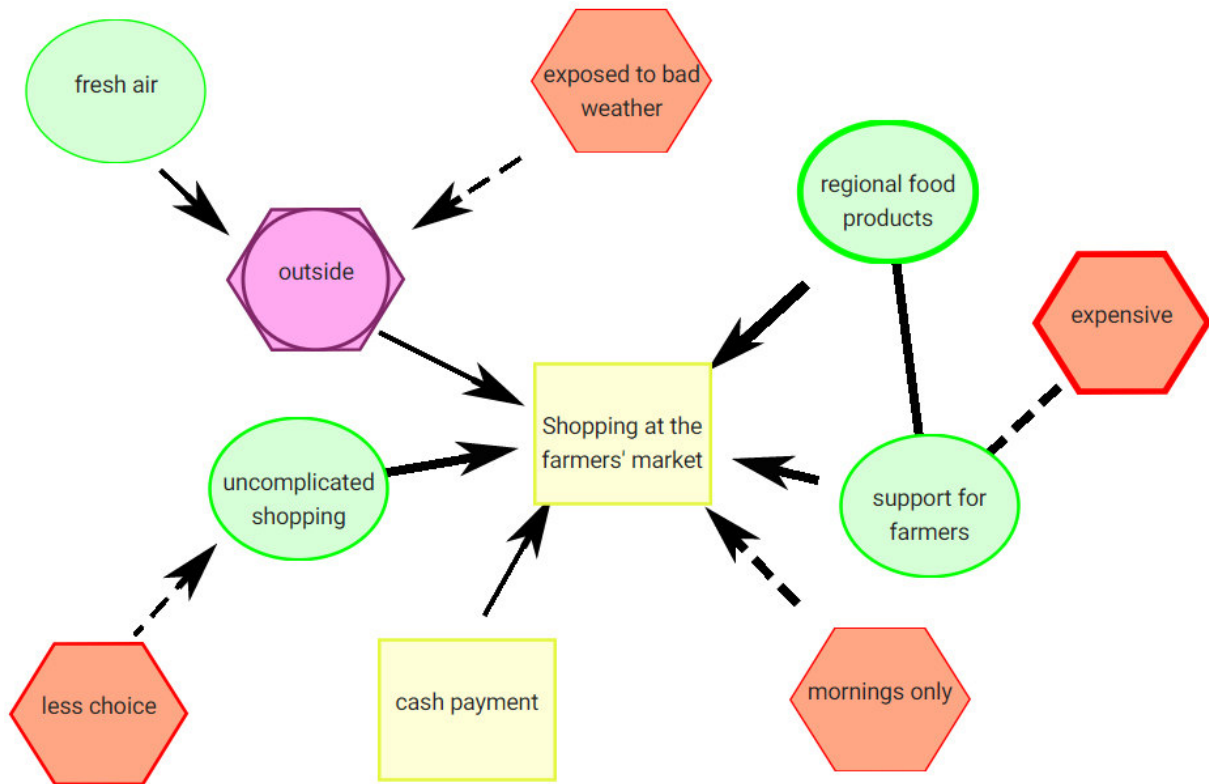 fresh air
exposed to bad
weather
regional food
products
outside
expensive
Shopping at the
farmers' market
uncomplicated
shopping
support for
farmers
less choice
cash payment
mornings only